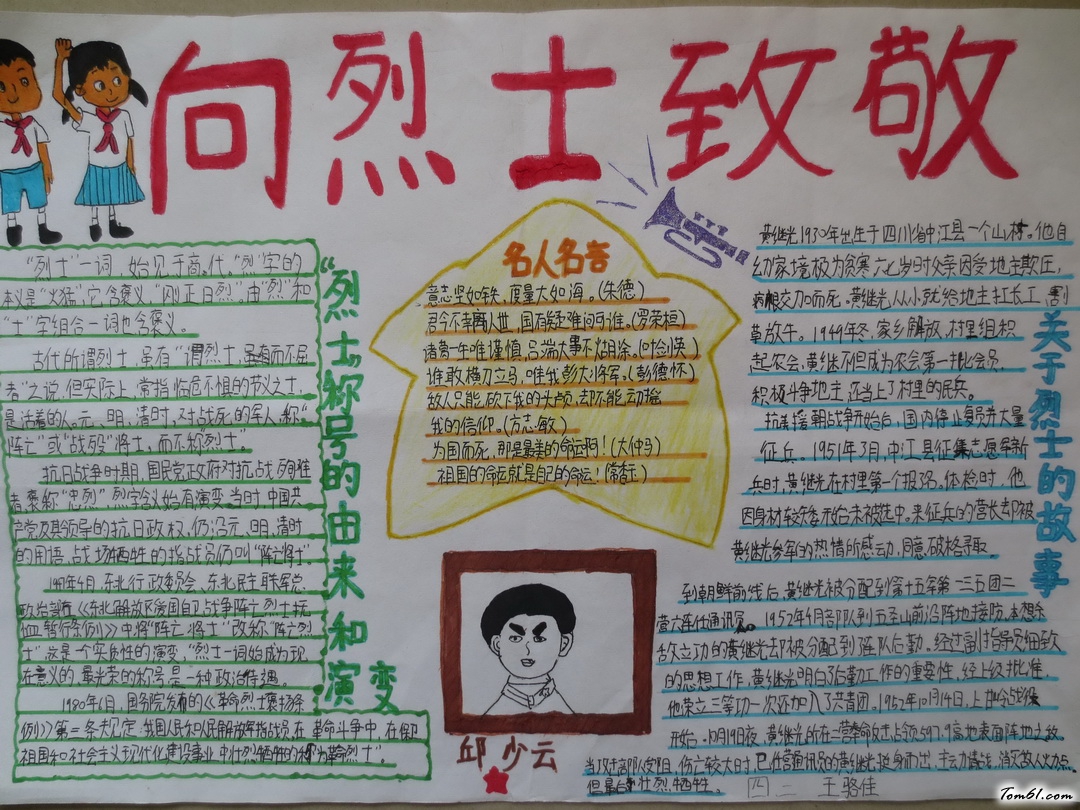 向烈士致敬
"烈士"一词,始见于商代。"烈"字的
本义是"火猛",它含褒义,"刚正曰烈"。由"烈"和
"士"字组合一词也含褒义。
古代所谓烈士,虽有"谓烈士,虽自而不屈
者"之说,但实际上,常指临危不惧的节义之士,
是活着的人。元、明、清时,对战死的军人,称"
阵亡"或"战殁"将士,而不称烈士"
抗日战争时期,国民党政府对抗战殉难
者褒称"忠烈"烈字含义始有演变。当时,中国共
产党及其领导的抗日政权,仍沿元、明、清时
的用语,战场牺牲的指战员仍叫"阵亡将士"
年4月,东北行政委员会、东北民主联军总
政治部《东北解放区爱国自卫战争阵亡烈士抚
恤暂行条例》中将"阵亡将士"改称"阵亡烈
士",这是个实质性的演变,"烈士一词始成为现
在意义的、最光荣的称号,是一种政治待遇。
1980年6月,国务院发布的《革命烈士褒扬条
例》第二条规定,我国人民和人民解放军指战员,在革命斗争中,在保卫
祖国和社会主义现代化建设事业中壮烈牺牲的称为革命烈士"。
"烈士"称号的由来和演变
名人名言
意志坚如铁,度量大如海。(朱德)
君今不幸离人世,国有疑难问可谁。(罗荣桓)
诸葛一生唯谨慎,吕端大事不糊涂。(叶剑英)
谁敢横刀立马,唯我彭大将军。(彭德怀)
敌人只能砍下我的头颅,却不能动摇
我的信仰。(方志敏)
为国而死,那是最美的命运啊!(大仲马)
祖国的命运就是自己的命运!(常香玉)
邱少云
黄继光1930年出生于四川省中江县一个山村。他自
幼家境极为贫寒六七岁时父亲因受地主欺压,
病根交加而死。黄继光从小就给地主扛长工、割
草放牛。1949年冬,家乡解放,村里组织
起农会,黄继不但成为农会第一批会员,
积极斗争地主,还当上了村里的民兵。
抗美援朝战争开始后,国内停止复员并大量
征兵。1951年3月,中江县征集志愿军新
兵时,黄继光在村里第一个报名。体检时,他
因身材较矮开始未被选中。来征兵的营长去却被
黄继光参军的热情所感动,同意破格录取
到朝鲜前线后,黄继光被分配到第十五军第一三五团二
营六连任通讯员。1952年4月部队到五圣山前沿阵地接防。本想杀
敌立功的黄继光却被分配到连队后勤。经过副指导员细致
的思想工作,黄继光明白后勤工作的重要性,经上级批准,
他荣立三等功一次添加入了共青团。1952年10月14日,上甘岭战役
开始。10月19日夜,黄继光所在二营奉命反击占领597.9高地表面阵地之敌
当攻击部队受阻,伤亡较大时,已任营通讯员的黄继光挺身而出,主动请战,消灭敌人火力点。
但最后壮烈牺牲。
关于烈士的故事
四二 王骆佳
Tom61.com